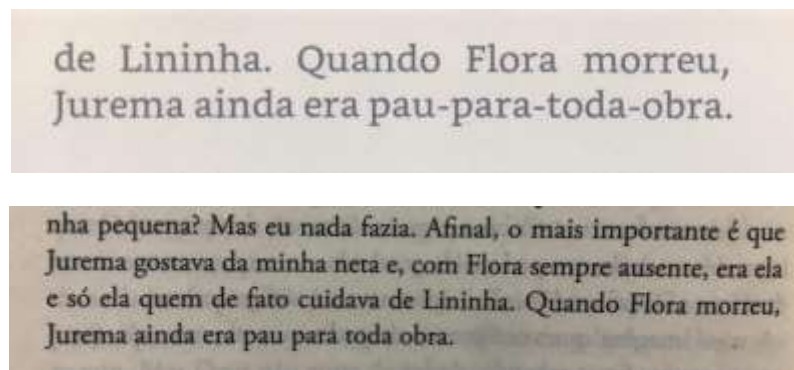 de Lininha. Quando Flora morreu,
Jurema ainda era pau-para-toda-obra.
nha pequena? Mas eu nada fazia. Afinal, o mais importante é que
Jurema gostava da minha neta e, com Flora sempre ausente, era ela
e só ela quem de fato cuidava de Lininha. Quando Flora morreu,
Jurema ainda era pau para toda obra.